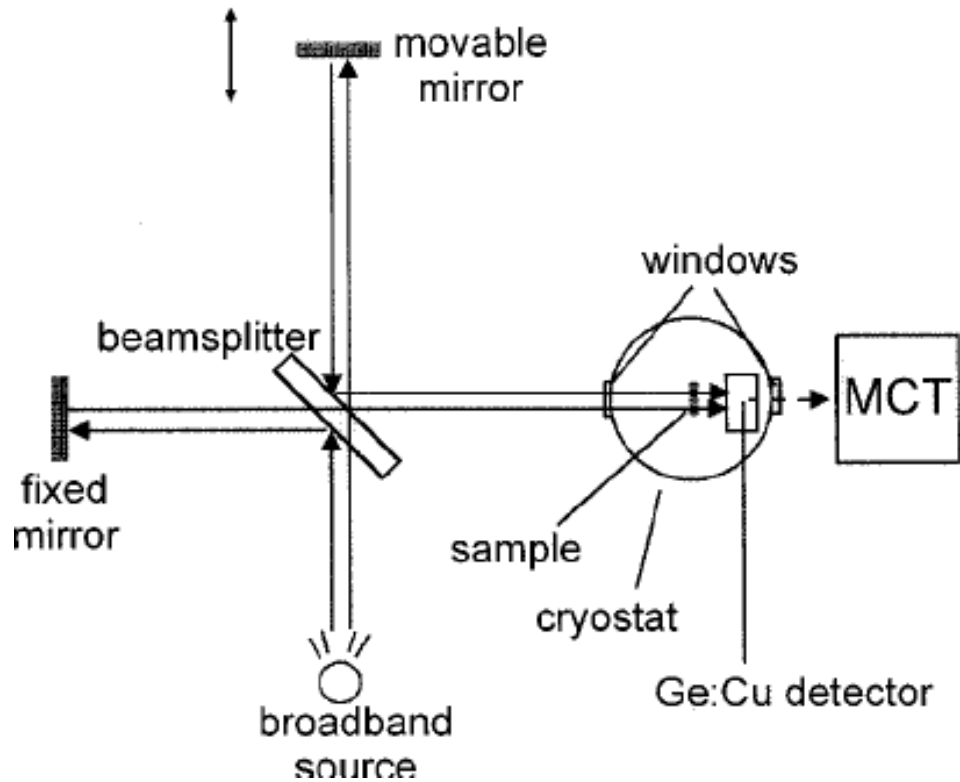 movable
mirror
windows
beamsplitter
MCT
fixed
mirror
sample
cryostat
Ge:Cu detector
broadband
source